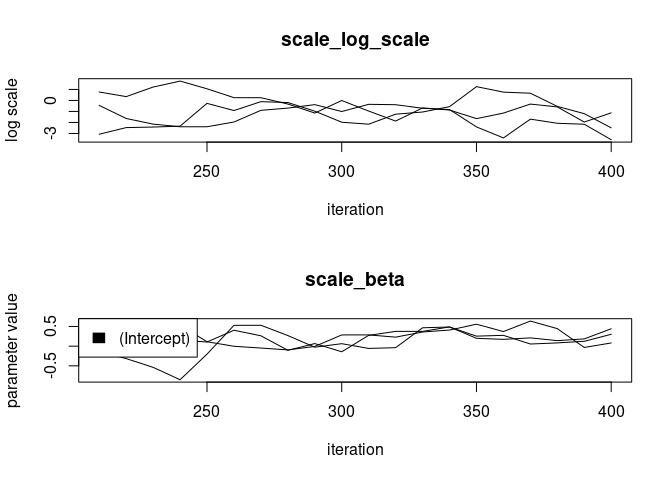 scale_log_scale
log scale
0
-3
250 300 350 400
iteration
scale_beta
parameter value
0.5
-0.5
(Intercept)
250 300 350 400
iteration